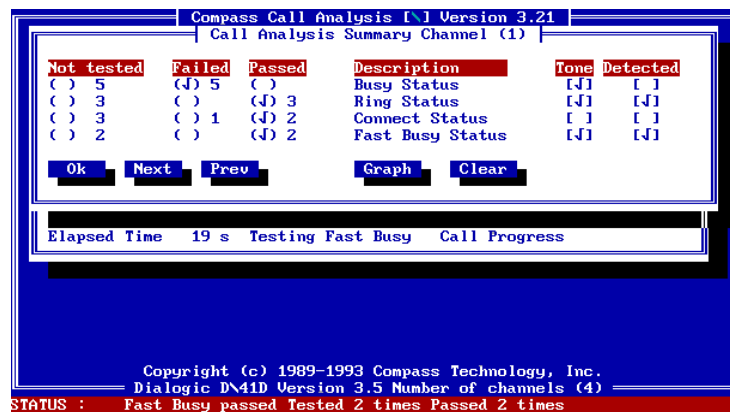 Compass Call Analysis [\] Version 3.21
Call Analysis Summary Channel (1)
Not tested Failed Passed Description Tone Detected
( ) 5 (√) 5 ( ) Busy Status [√] [ ]
( ) 3 ( ) (√) 3 Ring Status [√] [√]
( ) 3 ( ) 1 (√) 2 Connect Status [ ] [ ]
( ) 2 ( ) (√) 2 Fast Busy Status [√] [√]
Ok Next Prev Graph Clear
Elapsed Time 19 s Testing Fast Busy Call Progress
Copyright (c) 1989-1993 Compass Technology, Inc.
Dialogic D\41D Version 3.5 Number of channels (4)
STATUS : Fast Busy passed Tested 2 times Passed 2 times